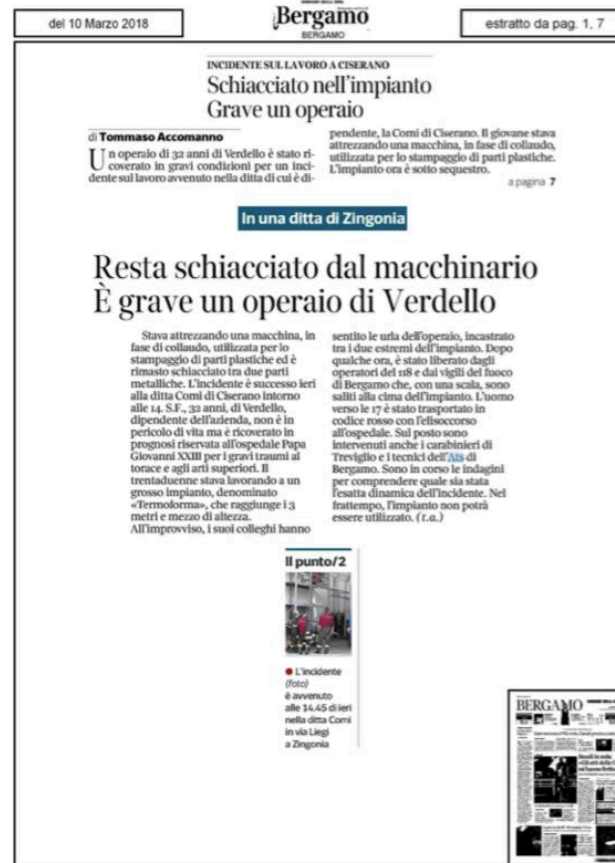 del 10 Marzo 2018
Bergamo
BERGAMO
estratto da pag. 1, 7
INCIDENTE SUL LAVORO A CISERANO
Schiacciato nell'impianto
Grave un operaio
di Tommaso Accomanno
Un operaio di 32 anni di Verdello è stato ri-
coverato in gravi condizioni per un inci-
dente sul lavoro avvenuto nella ditta di cui è di-
pendente, la Comi di Ciserano. Il giovane stava
attrezzando una macchina, in fase di collaudo,
utilizzata per lo stampaggio di parti plastiche.
L'impianto ora è sotto sequestro.
a pagina 7
In una ditta di Zingonia
Resta schiacciato dal macchinario
È grave un operaio di Verdello
Stava attrezzando una macchina, in
fase di collaudo, utilizzata per lo
stampaggio di parti plastiche ed è
rimasto schiacciato tra due parti
metalliche. L'incidente è successo ieri
alla ditta Comi di Ciserano intorno
alle 14. S.F., 32 anni, di Verdello,
dipendente dell'azienda, non è in
pericolo di vita ma è ricoverato in
prognosi riservata all'ospedale Papa
Giovanni XXIII per i gravi traumi al
torace e agli arti superiori. Il
trentaduenne stava lavorando a un
grosso impianto, denominato
«Termoforma», che raggiunge i 3
metri e mezzo di altezza.
All'improvviso, i suoi colleghi hanno
sentito le urla dell'operaio, incastrato
tra i due estremi dell'impianto. Dopo
qualche ora, è stato liberato dagli
operatori del 118 e dai vigili del fuoco
di Bergamo che, con una scala, sono
saliti alla cima dell'impianto. L'uomo
verso le 17 è stato trasportato in
codice rosso con l'elisoccorso
all'ospedale. Sul posto sono
intervenuti anche i carabinieri di
Treviglio e i tecnici dell'Ats di
Bergamo. Sono in corso le indagini
per comprendere quale sia stata
l'esatta dinamica dell'incidente. Nel
frattempo, l'impianto non potrà
essere utilizzato. (t.a.)
Il punto/2
● L'incidente
(foto)
è avvenuto
alle 14.45 di ieri
nella ditta Comi
in via Liegi
a Zingonia
BERGAMO